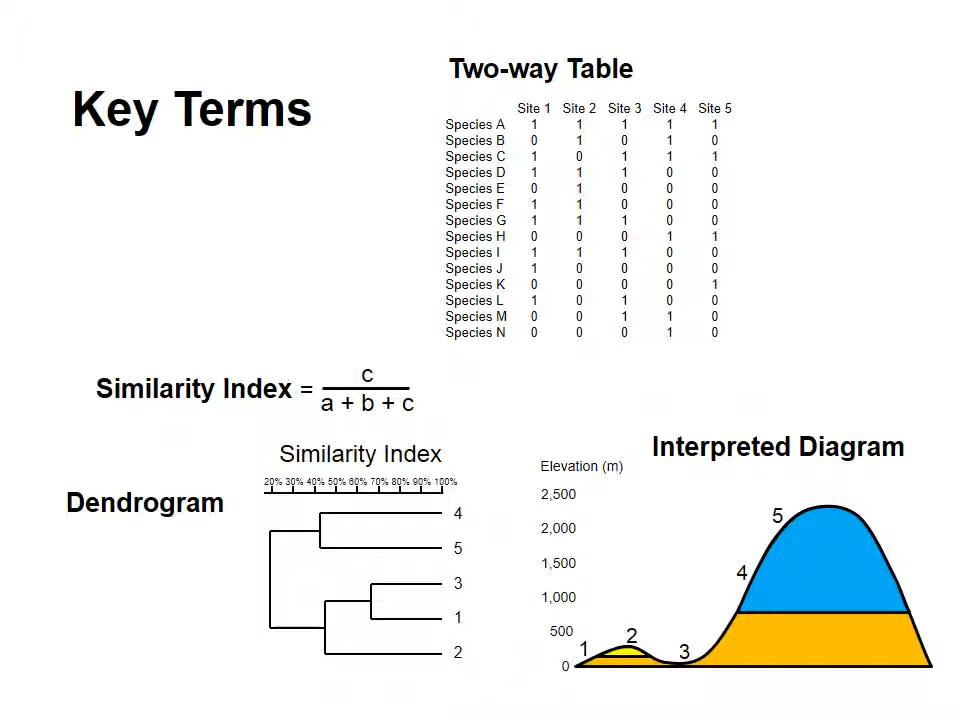 Key Terms
Two-way Table
Site 1 Site 2 Site 3 Site 4 Site 5
Species A 1 1 1 1 1
Species B 0 1 0 1 0
Species C 1 0 1 1 1
Species D 1 1 1 0 0
Species E 0 1 0 0 0
Species F 1 1 0 0 0
Species G 1 1 1 0 0
Species H 0 0 0 1 1
Species I 1 1 1 0 0
Species J 1 0 0 0 0
Species K 0 0 0 0 1
Species L 1 0 1 0 0
Species M 0 0 1 1 0
Species N 0 0 0 1 0
Similarity Index =
c
a + b + c
Similarity Index
20% 30% 40% 50% 60% 70% 80% 90% 100%
Dendrogram
4
5
3
1
2
Interpreted Diagram
Elevation (m)
2,500
2,000
1,500
1,000
500
0
1
2
3
4
5